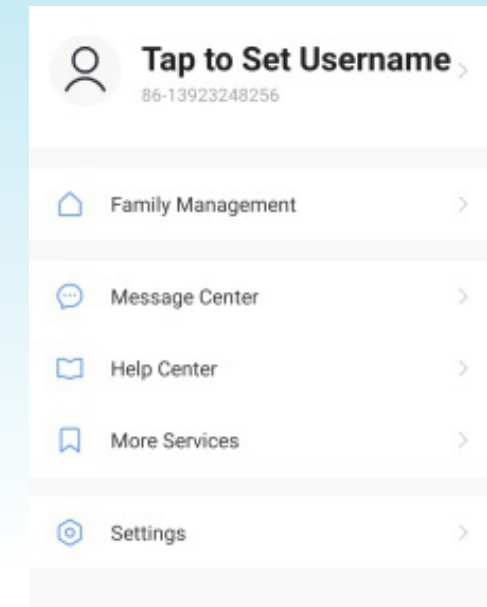 Tap to Set Username
86-13923248256
Family Management
Message Center
Help Center
More Services
Settings